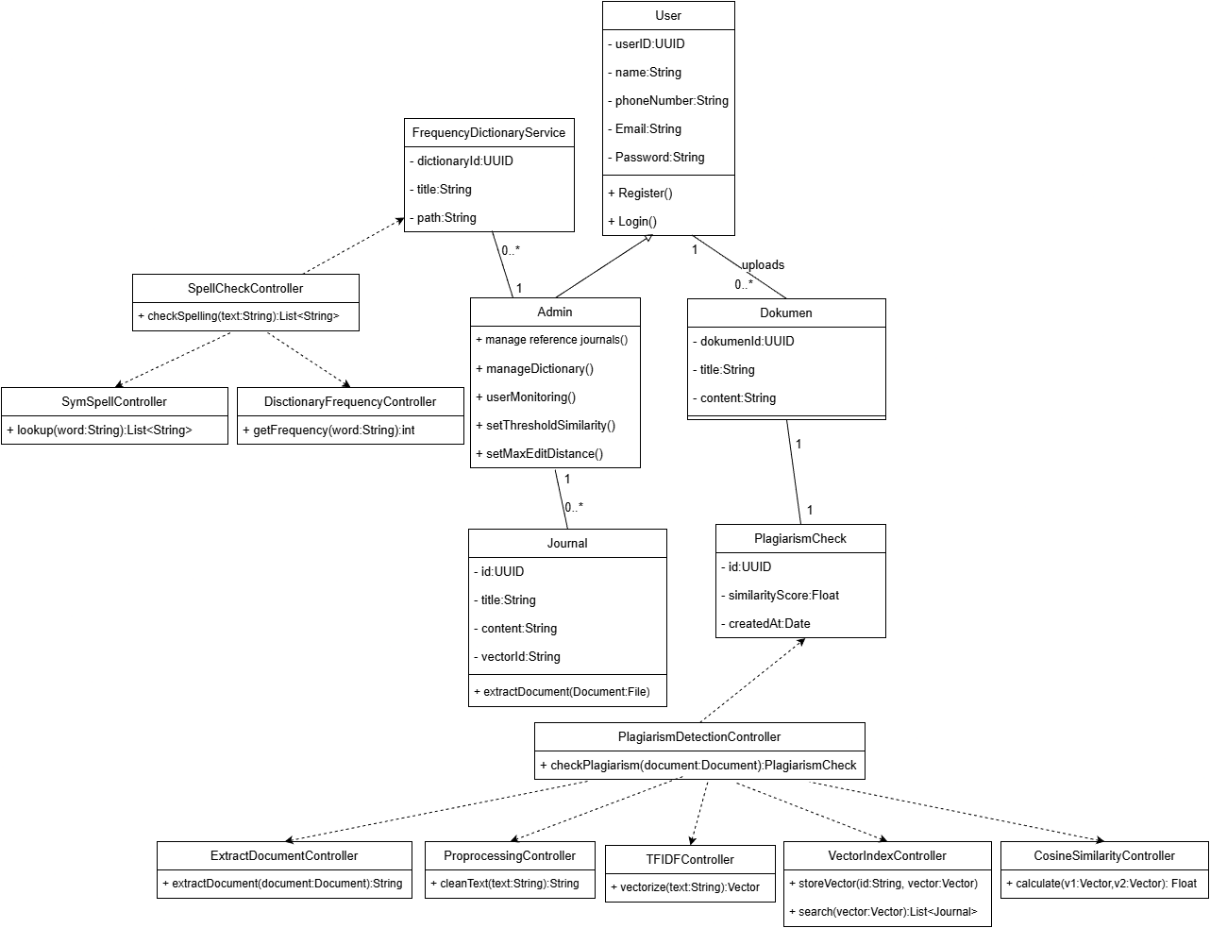 User
- userID:UUID
- name:String
- phoneNumber:String
- Email:String
- Password:String
+ Register()
+ Login()
FrequencyDictionaryService
- dictionaryId:UUID
- title:String
- path:String
0..*
1
1
uploads
0..*
SpellCheckController
+ checkSpelling(text:String):List<String>
SymSpellController
+ lookup(word:String):List<String>
DisctionaryFrequencyController
+ getFrequency(word:String):int
Admin
+ manage reference journals()
+ manageDictionary()
+ userMonitoring()
+ setThresholdSimilarity()
+ setMaxEditDistance()
Dokumen
- dokumenId:UUID
- title:String
- content:String
1
0..*
1
1
Journal
- id:UUID
- title:String
- content:String
- vectorId:String
+ extractDocument(Document:File)
PlagiarismCheck
- id:UUID
- similarityScore:Float
- createdAt:Date
PlagiarismDetectionController
+ checkPlagiarism(document:Document):PlagiarismCheck
ExtractDocumentController
+ extractDocument(document:Document):String
ProprocessingController
+ cleanText(text:String):String
TFIDFController
+ vectorize(text:String):Vector
VectorIndexController
+ storeVector(id:String, vector:Vector)
+ search(vector:Vector):List<Journal>
CosineSimilarityController
+ calculate(v1:Vector,v2:Vector): Float